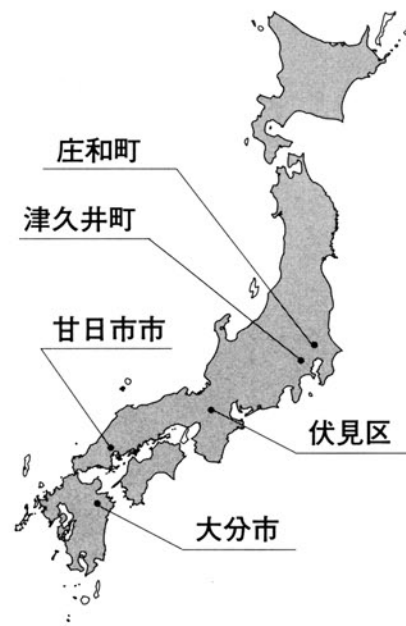 庄和町
津久井町
甘日市市
伏見区
大分市